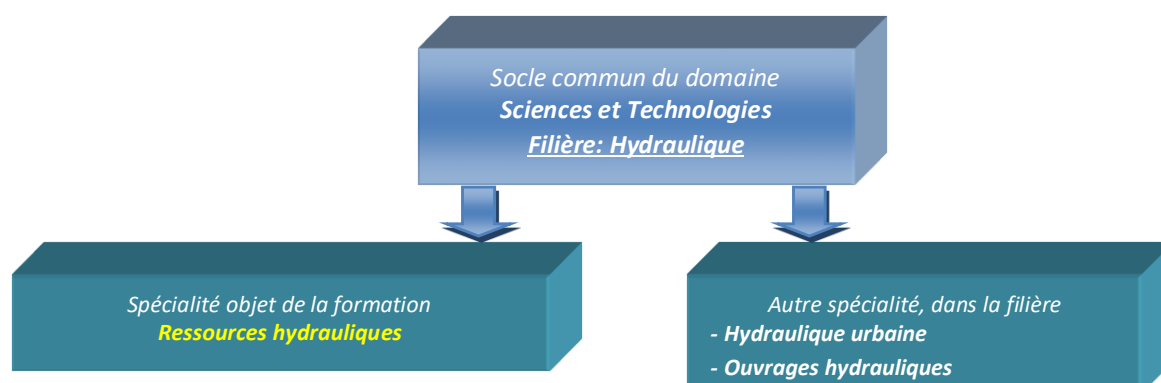 Socle commun du domaine
Sciences et Technologies
Filière: Hydraulique
Spécialité objet de la formation
Ressources hydrauliques
Autre spécialité, dans la filière
- Hydraulique urbaine
- Ouvrages hydrauliques